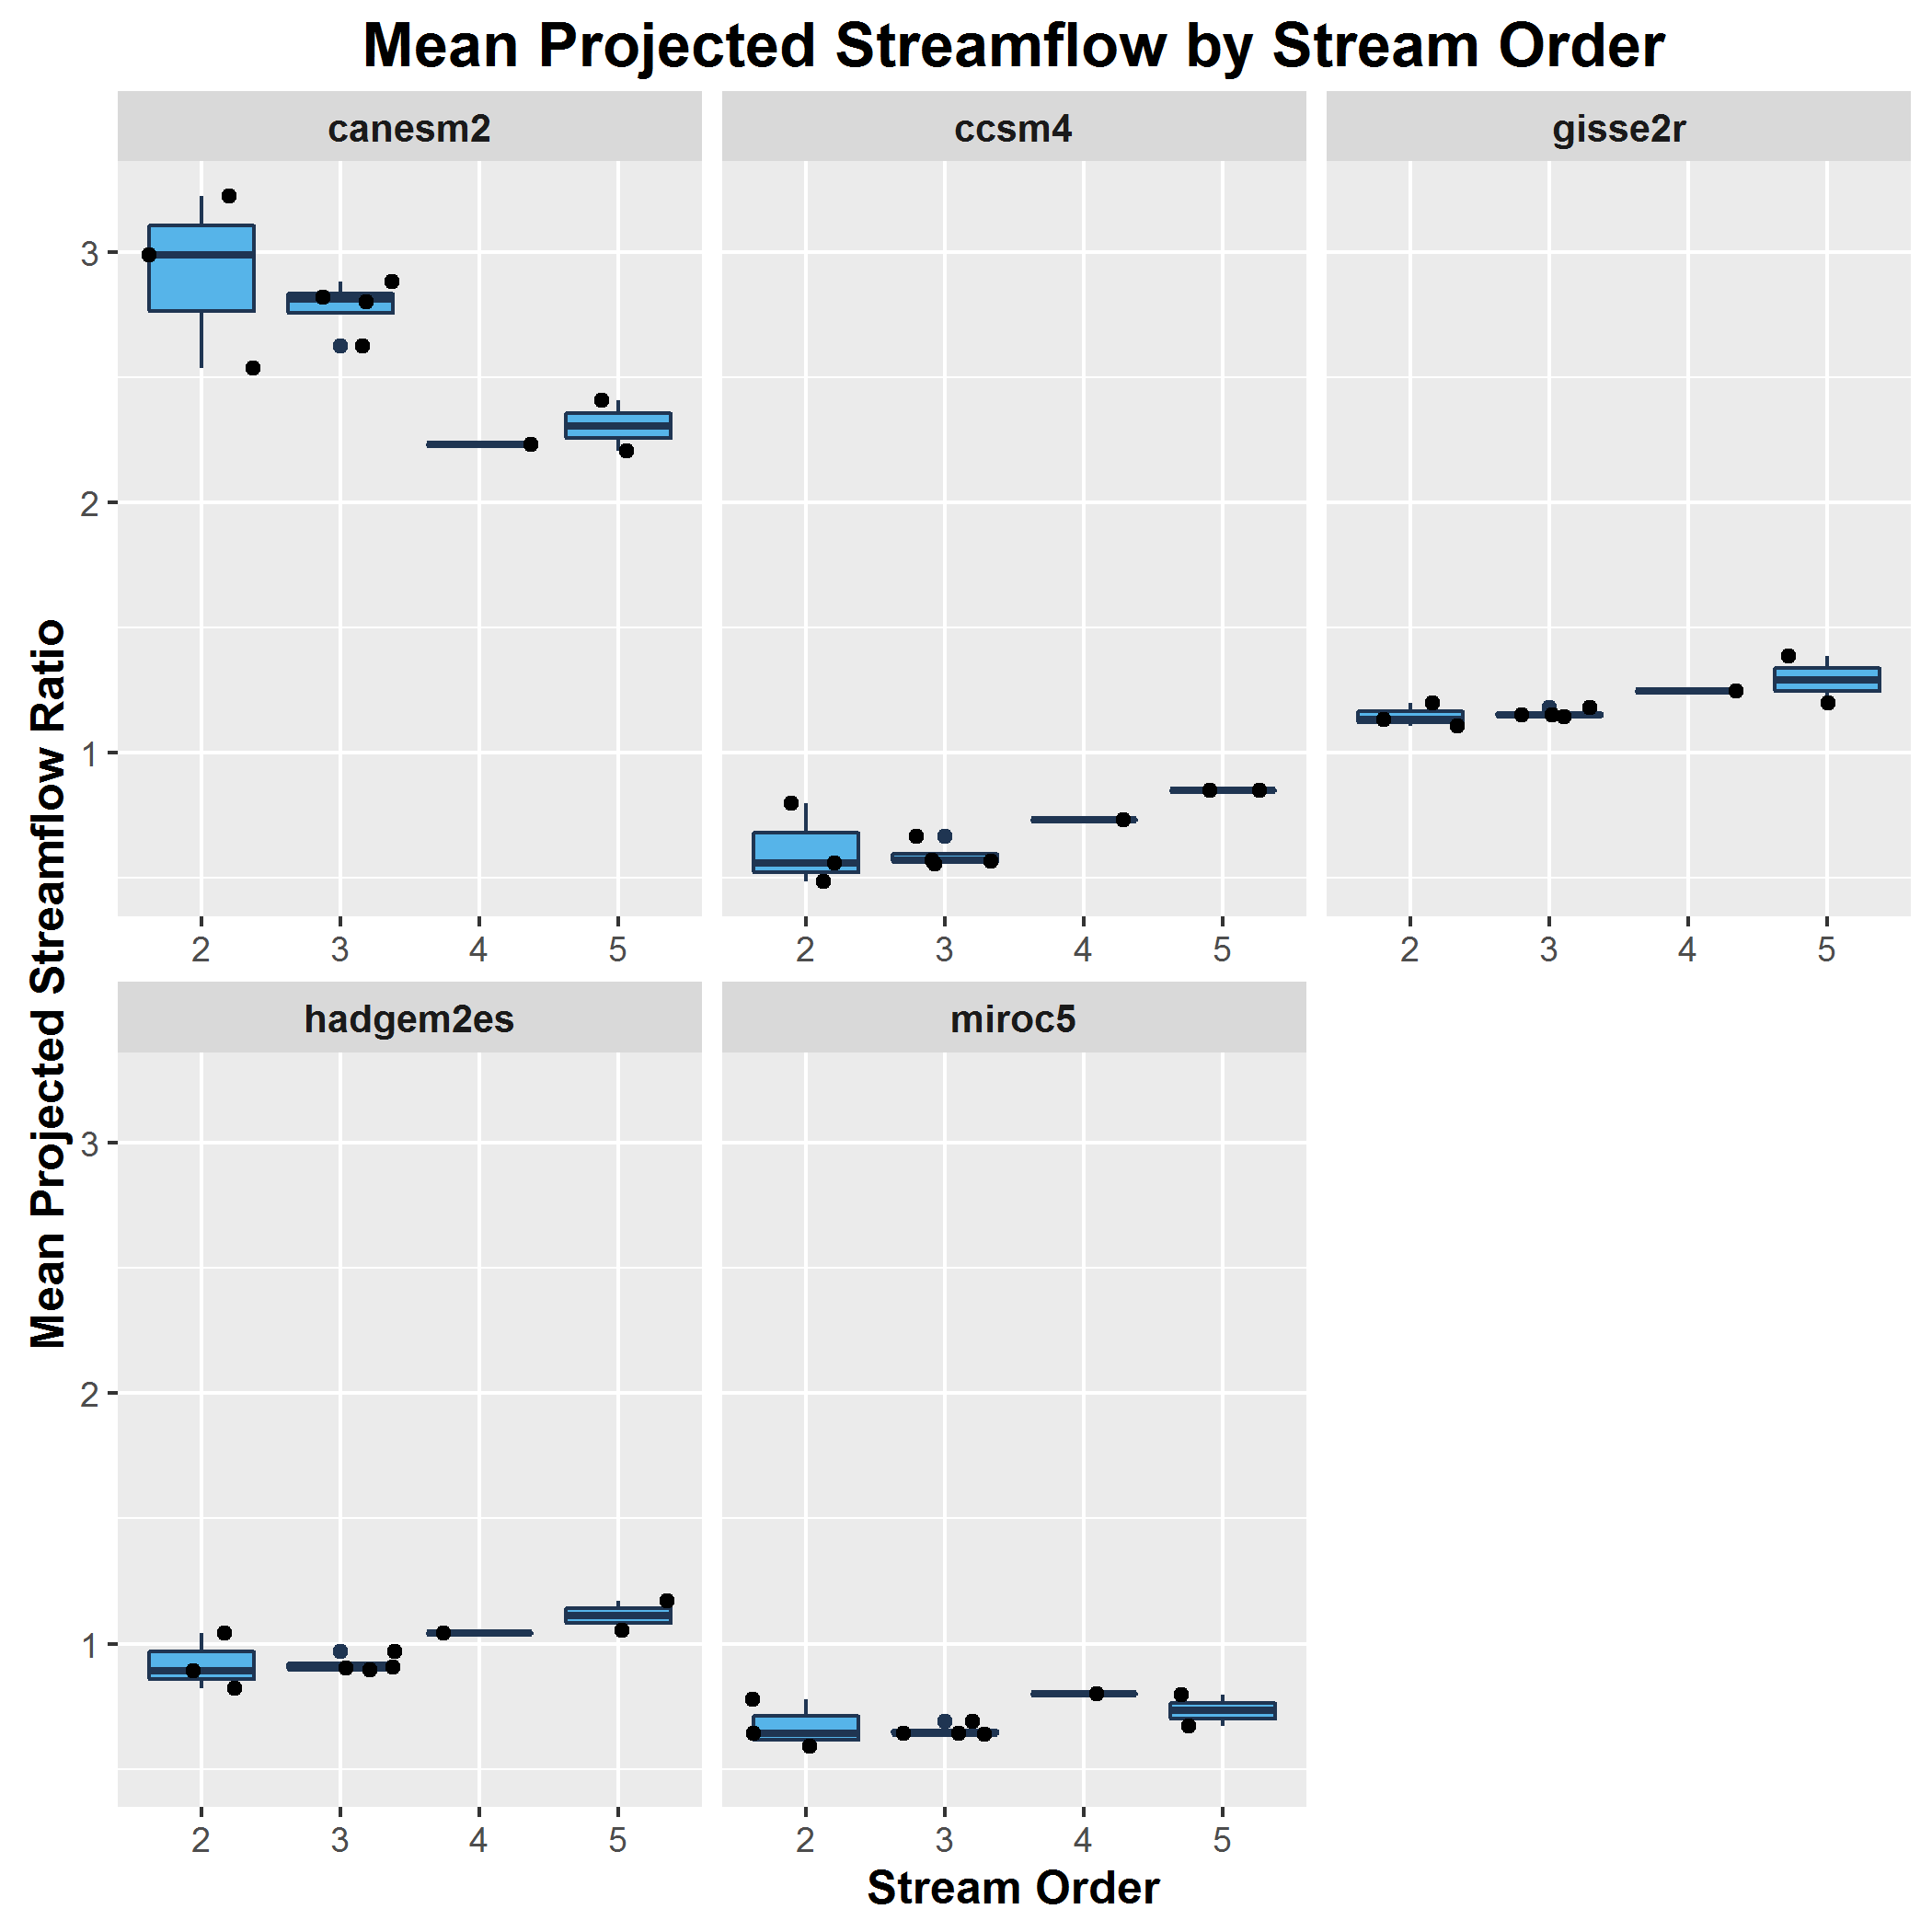 Mean Projected Streamflow by Stream Order
canesm2
ccsm4
gisse2r
3
2
1
2 3 4 5
2 3 4 5
2 3 4 5
Mean Projected Streamflow Ratio
hadgem2es
miroc5
3
2
1
2 3 4 5
2 3 4 5
Stream Order